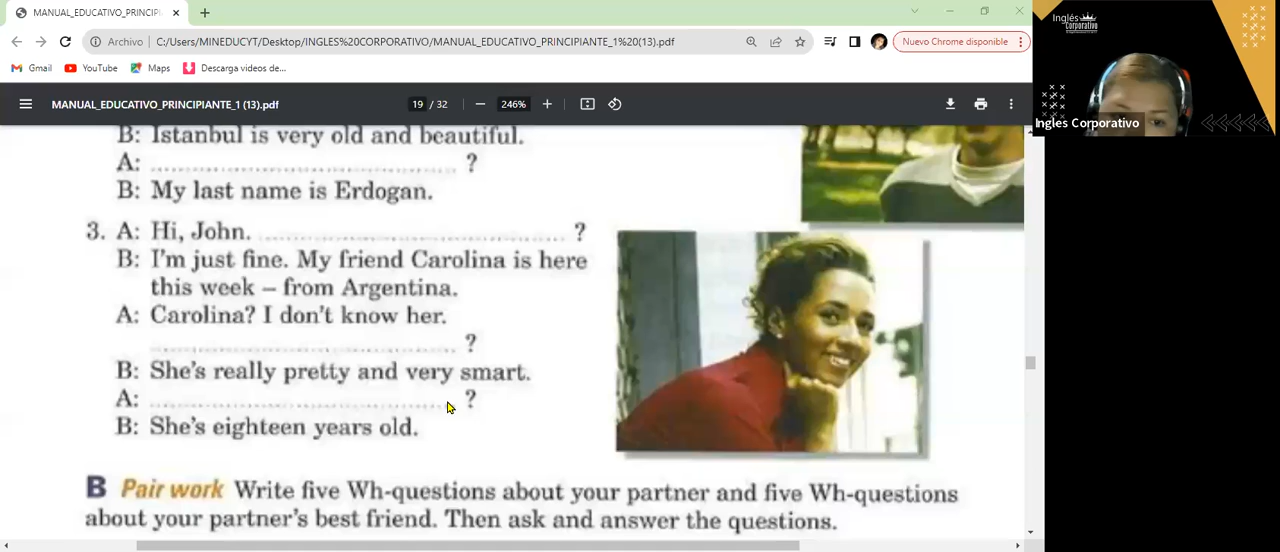 MANUAL_EDUCATIVO_PRINCIPI
Archivo | C:/Users/MINEDUCYT/Desktop/INGLES%20CORPORATIVO/MANUAL_EDUCATIVO_PRINCIPIANTE_1%20(13).pdf
Nuevo Chrome disponible
Gmail
YouTube
Maps
Descarga videos de...
MANUAL_EDUCATIVO_PRINCIPIANTE_1 (13).pdf
19 / 32
246%
B: Istanbul is very old and beautiful.
A: ?
B: My last name is Erdogan.
3. A: Hi, John. ?
B: I'm just fine. My friend Carolina is here
this week – from Argentina.
A: Carolina? I don't know her.
?
B: She's really pretty and very smart.
A: ?
B: She's eighteen years old.
B Pair work Write five Wh-questions about your partner and five Wh-questions
about your partner's best friend. Then ask and answer the questions.
Inglés
Corporativo
Inglés Corporativo